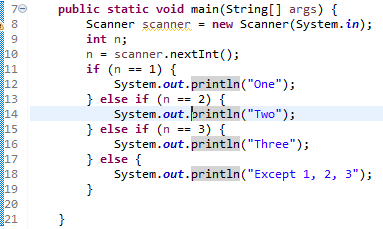 7 public static void main(String[] args) {
8 Scanner scanner = new Scanner(System.in);
9 int n;
10 n = scanner.nextInt();
11 if (n == 1) {
12 System.out.println("One");
13 } else if (n == 2) {
14 System.out.println("Two");
15 } else if (n == 3) {
16 System.out.println("Three");
17 } else {
18 System.out.println("Except 1, 2, 3");
19 }
20
21 }